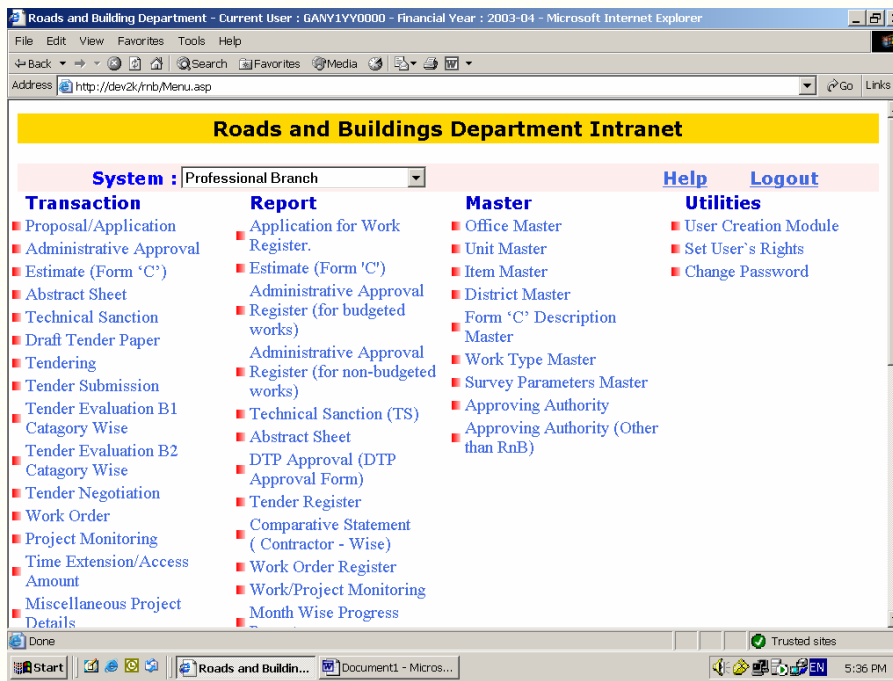 Roads and Building Department - Current User : GANY1YY0000 - Financial Year : 2003-04 - Microsoft Internet Explorer
File Edit View Favorites Tools Help
Back Search Favorites Media
Address http://dev2k/rnb/Menu.asp Go Links
Roads and Buildings Department Intranet
System : Professional Branch Help Logout
Transaction
Proposal/Application
Administrative Approval
Estimate (Form ‘C’)
Abstract Sheet
Technical Sanction
Draft Tender Paper
Tendering
Tender Submission
Tender Evaluation B1
Catagory Wise
Tender Evaluation B2
Catagory Wise
Tender Negotiation
Work Order
Project Monitoring
Time Extension/Access
Amount
Miscellaneous Project
Details
Report
Application for Work
Register.
Estimate (Form 'C')
Administrative Approval
Register (for budgeted
works)
Administrative Approval
Register (for non-budgeted
works)
Technical Sanction (TS)
Abstract Sheet
DTP Approval (DTP
Approval Form)
Tender Register
Comparative Statement
( Contractor - Wise)
Work Order Register
Work/Project Monitoring
Month Wise Progress
Master
Office Master
Unit Master
Item Master
District Master
Form ‘C’ Description
Master
Work Type Master
Survey Parameters Master
Approving Authority
Approving Authority (Other
than RnB)
Utilities
User Creation Module
Set User`s Rights
Change Password
Done Trusted sites
Start Roads and Buildin... Document1 - Micros... EN 5:36 PM